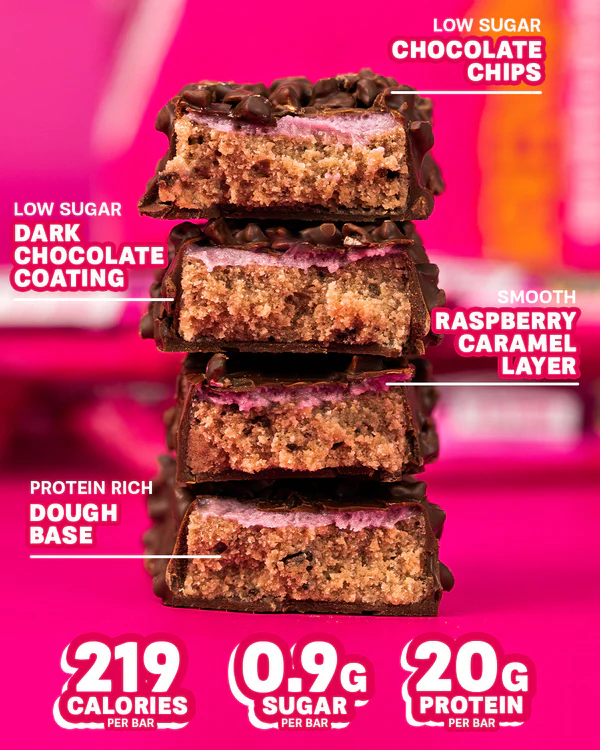 LOW SUGAR
CHOCOLATE
CHIPS
LOW SUGAR
DARK
CHOCOLATE
COATING
SMOOTH
RASPBERRY
CARAMEL
LAYER
PROTEIN RICH
DOUGH
BASE
219
CALORIES
PER BAR
0.9G
SUGAR
PER BAR
20G
PROTEIN
PER BAR